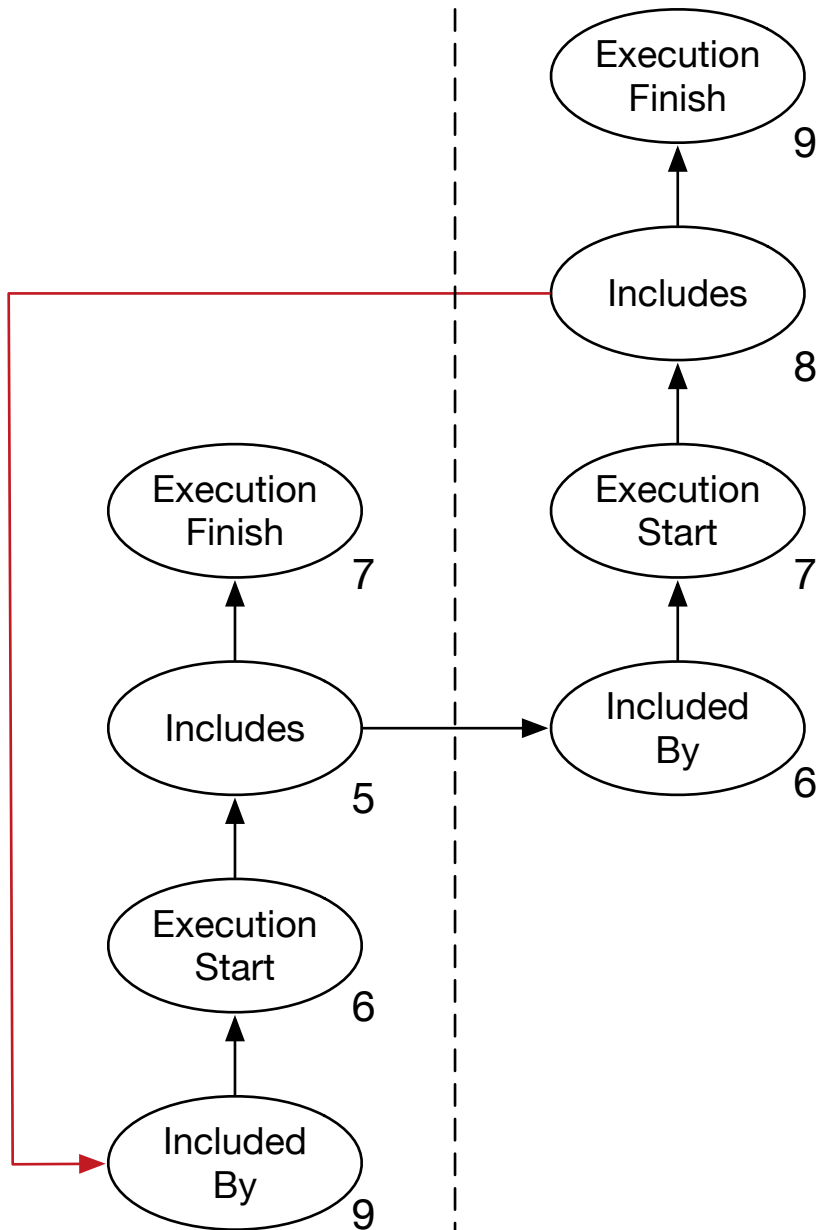 Execution
Finish
9
Includes
8
Execution
Finish
7
Execution
Start
7
Includes
5
Included
By
6
Execution
Start
6
Included
By
9